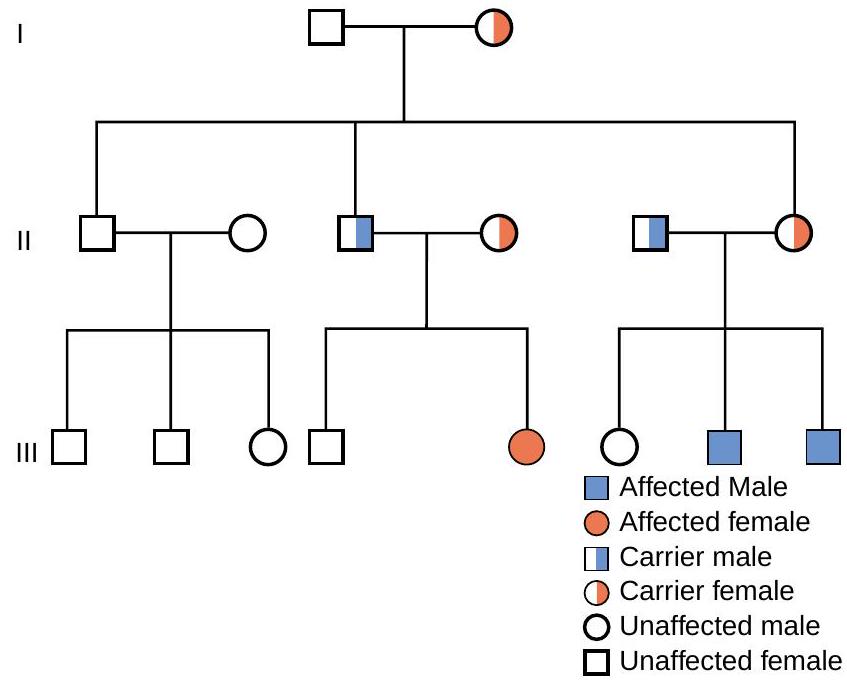 I
II
III
Affected Male
Affected female
Carrier male
Carrier female
Unaffected male
Unaffected female